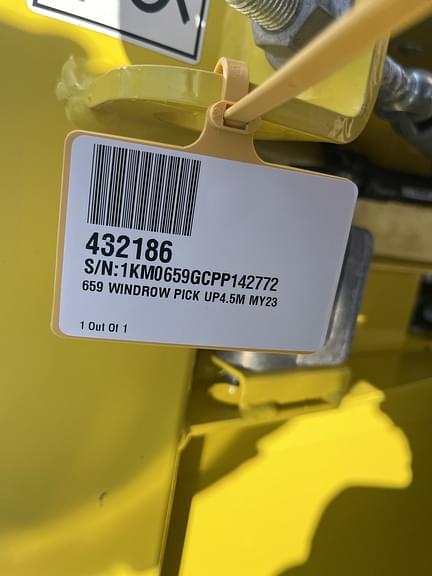 432186
S/N:1KM0659GCPP142772
659 WINDROW PICK UP4.5M MY23
1 Out Of 1